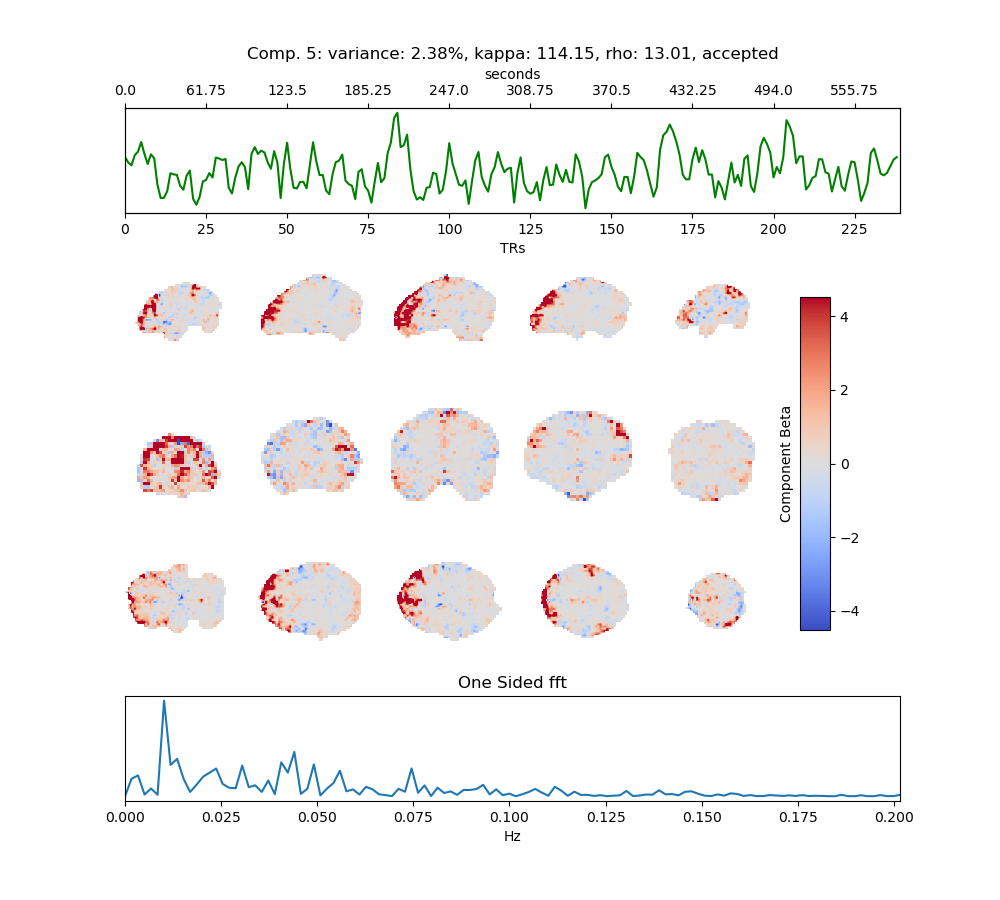 Comp. 5: variance: 2.38%, kappa: 114.15, rho: 13.01, accepted
seconds
0.0 61.75 123.5 185.25 247.0 308.75 370.5 432.25 494.0 555.75
0 25 50 75 100 125 150 175 200 225
TRs
4
2
0
−2
−4
Component Beta
One Sided fft
0.000 0.025 0.050 0.075 0.100 0.125 0.150 0.175 0.200
Hz